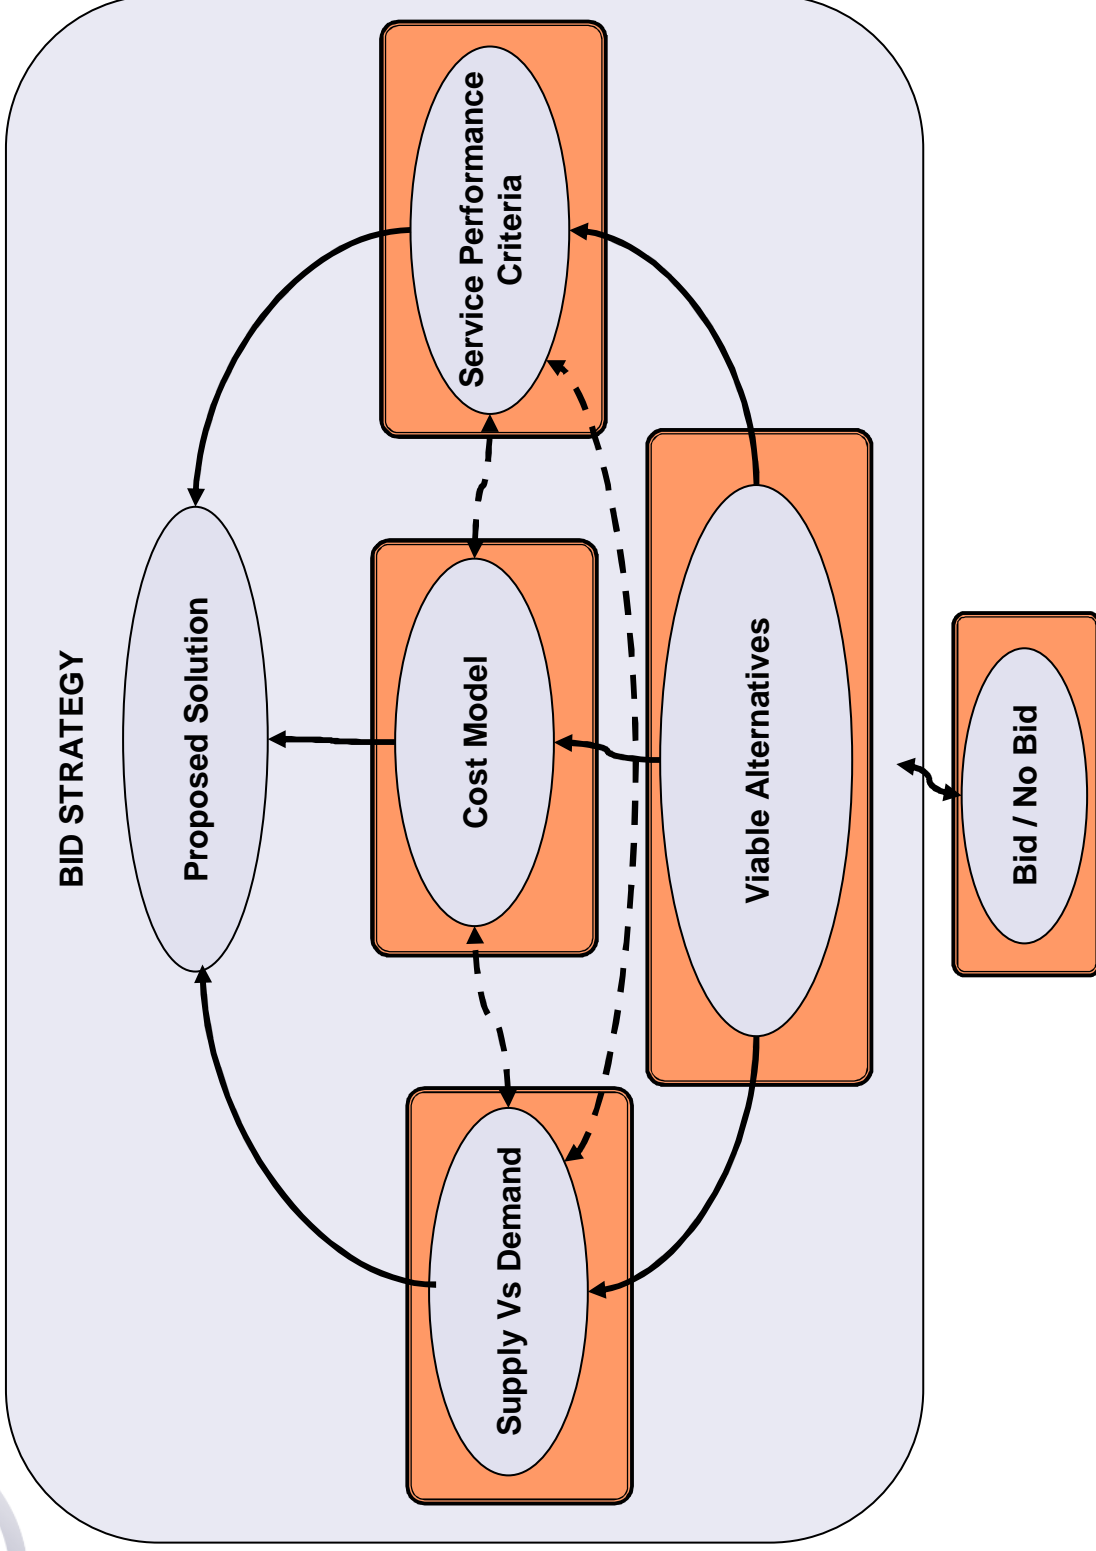 BID STRATEGY
Proposed Solution
Supply Vs Demand
Cost Model
Service Performance
Criteria
Viable Alternatives
Bid / No Bid